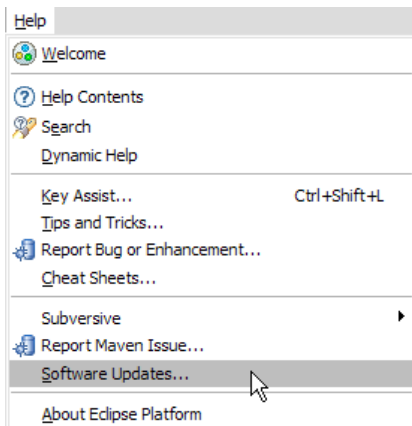 Help
Welcome
Help Contents
Search
Dynamic Help
Key Assist... Ctrl+Shift+L
Tips and Tricks...
Report Bug or Enhancement...
Cheat Sheets...
Subversive
Report Maven Issue...
Software Updates...
About Eclipse Platform